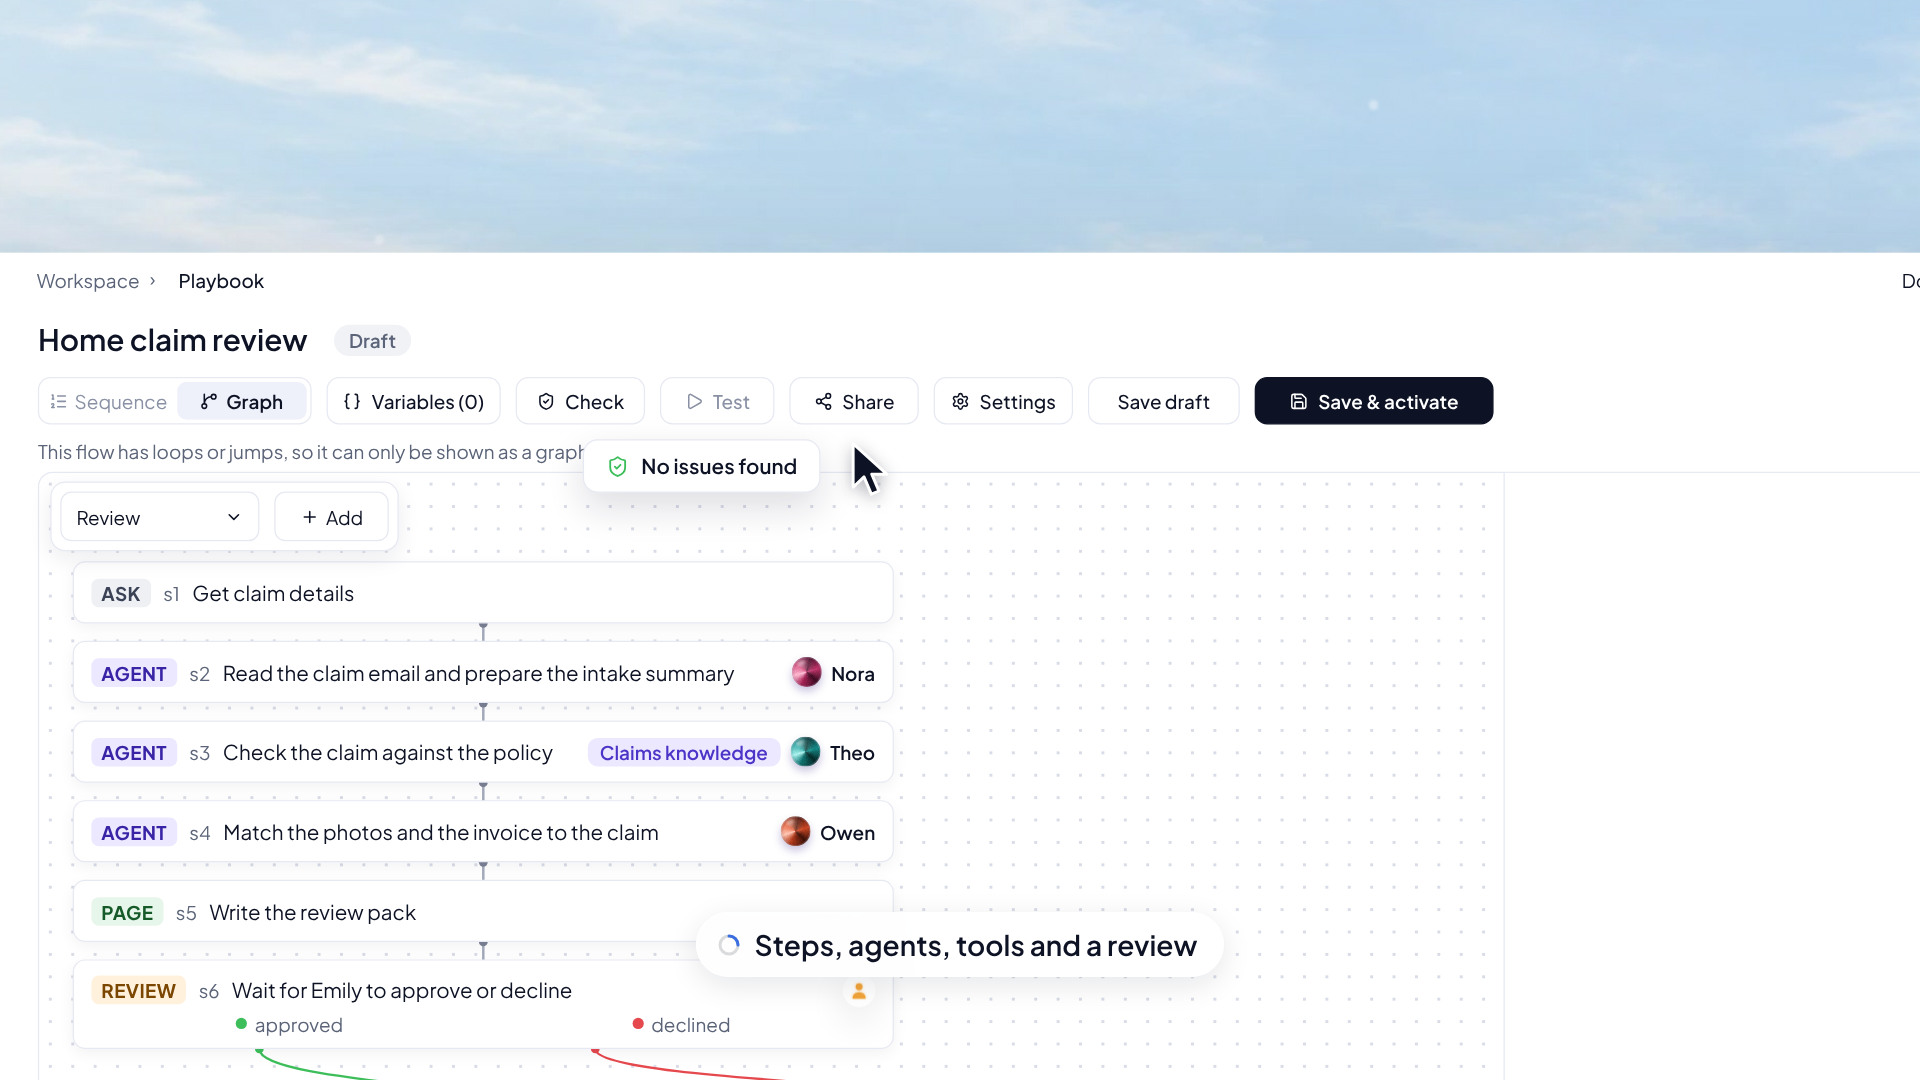 Workspace › Playbook
Home claim review Draft
Sequence Graph {} Variables (0) Check Test Share Settings Save draft Save & activate
This flow has loops or jumps, so it can only be shown as a graph
No issues found
Review + Add
ASK s1 Get claim details
AGENT s2 Read the claim email and prepare the intake summary Nora
AGENT s3 Check the claim against the policy Claims knowledge Theo
AGENT s4 Match the photos and the invoice to the claim Owen
PAGE s5 Write the review pack
Steps, agents, tools and a review
REVIEW s6 Wait for Emily to approve or decline
approved declined